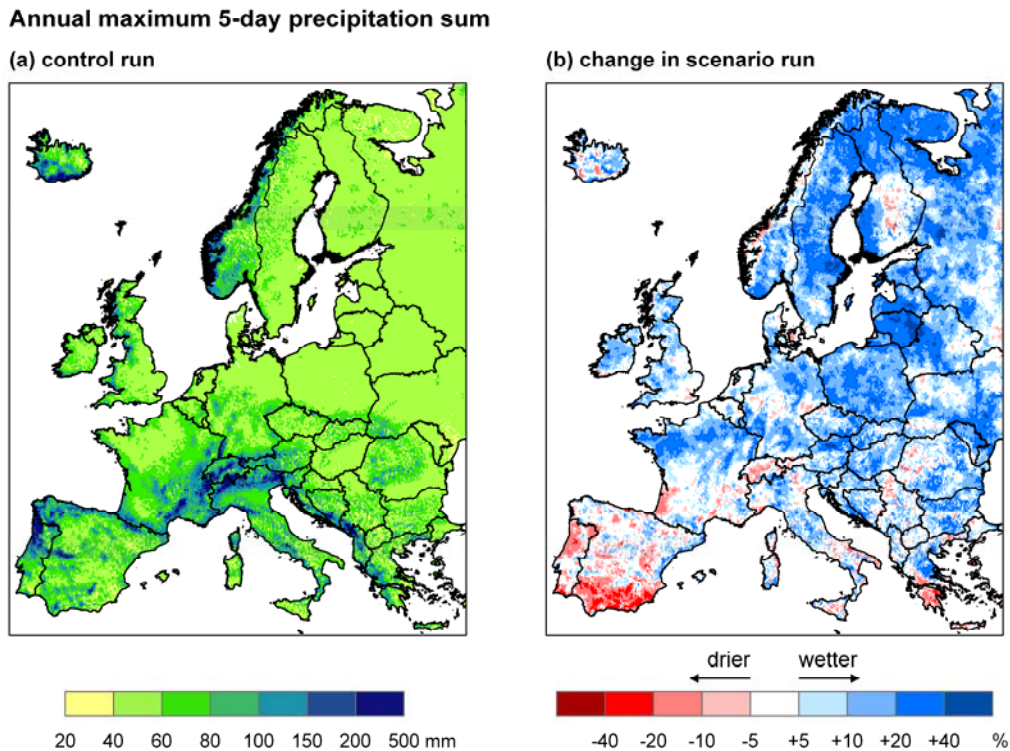 Annual maximum 5-day precipitation sum
(a) control run
(b) change in scenario run
drier wetter
20 40 60 80 100 150 200 500 mm
-40 -20 -10 -5 +5 +10 +20 +40 %